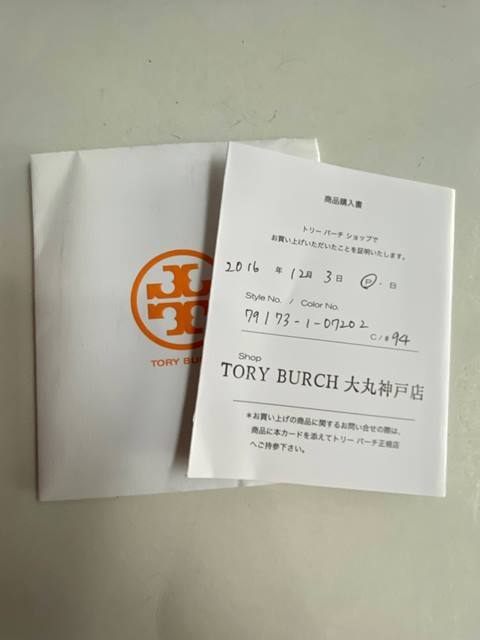 TORY BUR
商品購入書
トリー バーチ ショップで
お買い上げいただいたことを証明いたします。
2016 年 12月 3日 Ⓟ・日
Style No. / Color No.
79173-1-07202 C/# 94
Shop
TORY BURCH 大丸神戸店
＊お買い上げの商品に関するお問い合せの際は、
商品に本カードを添えてトリー バーチ正規店
へご持参下さい。